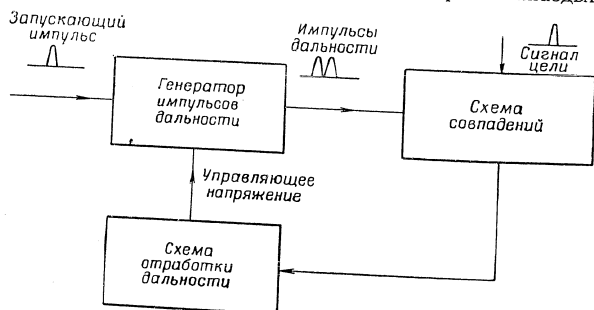 Запускающий
импульс
Импульсы
дальности
Сигнал
цели
Генератор
импульсов
дальности
Схема
совпадений
Управляющее
напряжение
Схема
отработки
дальности